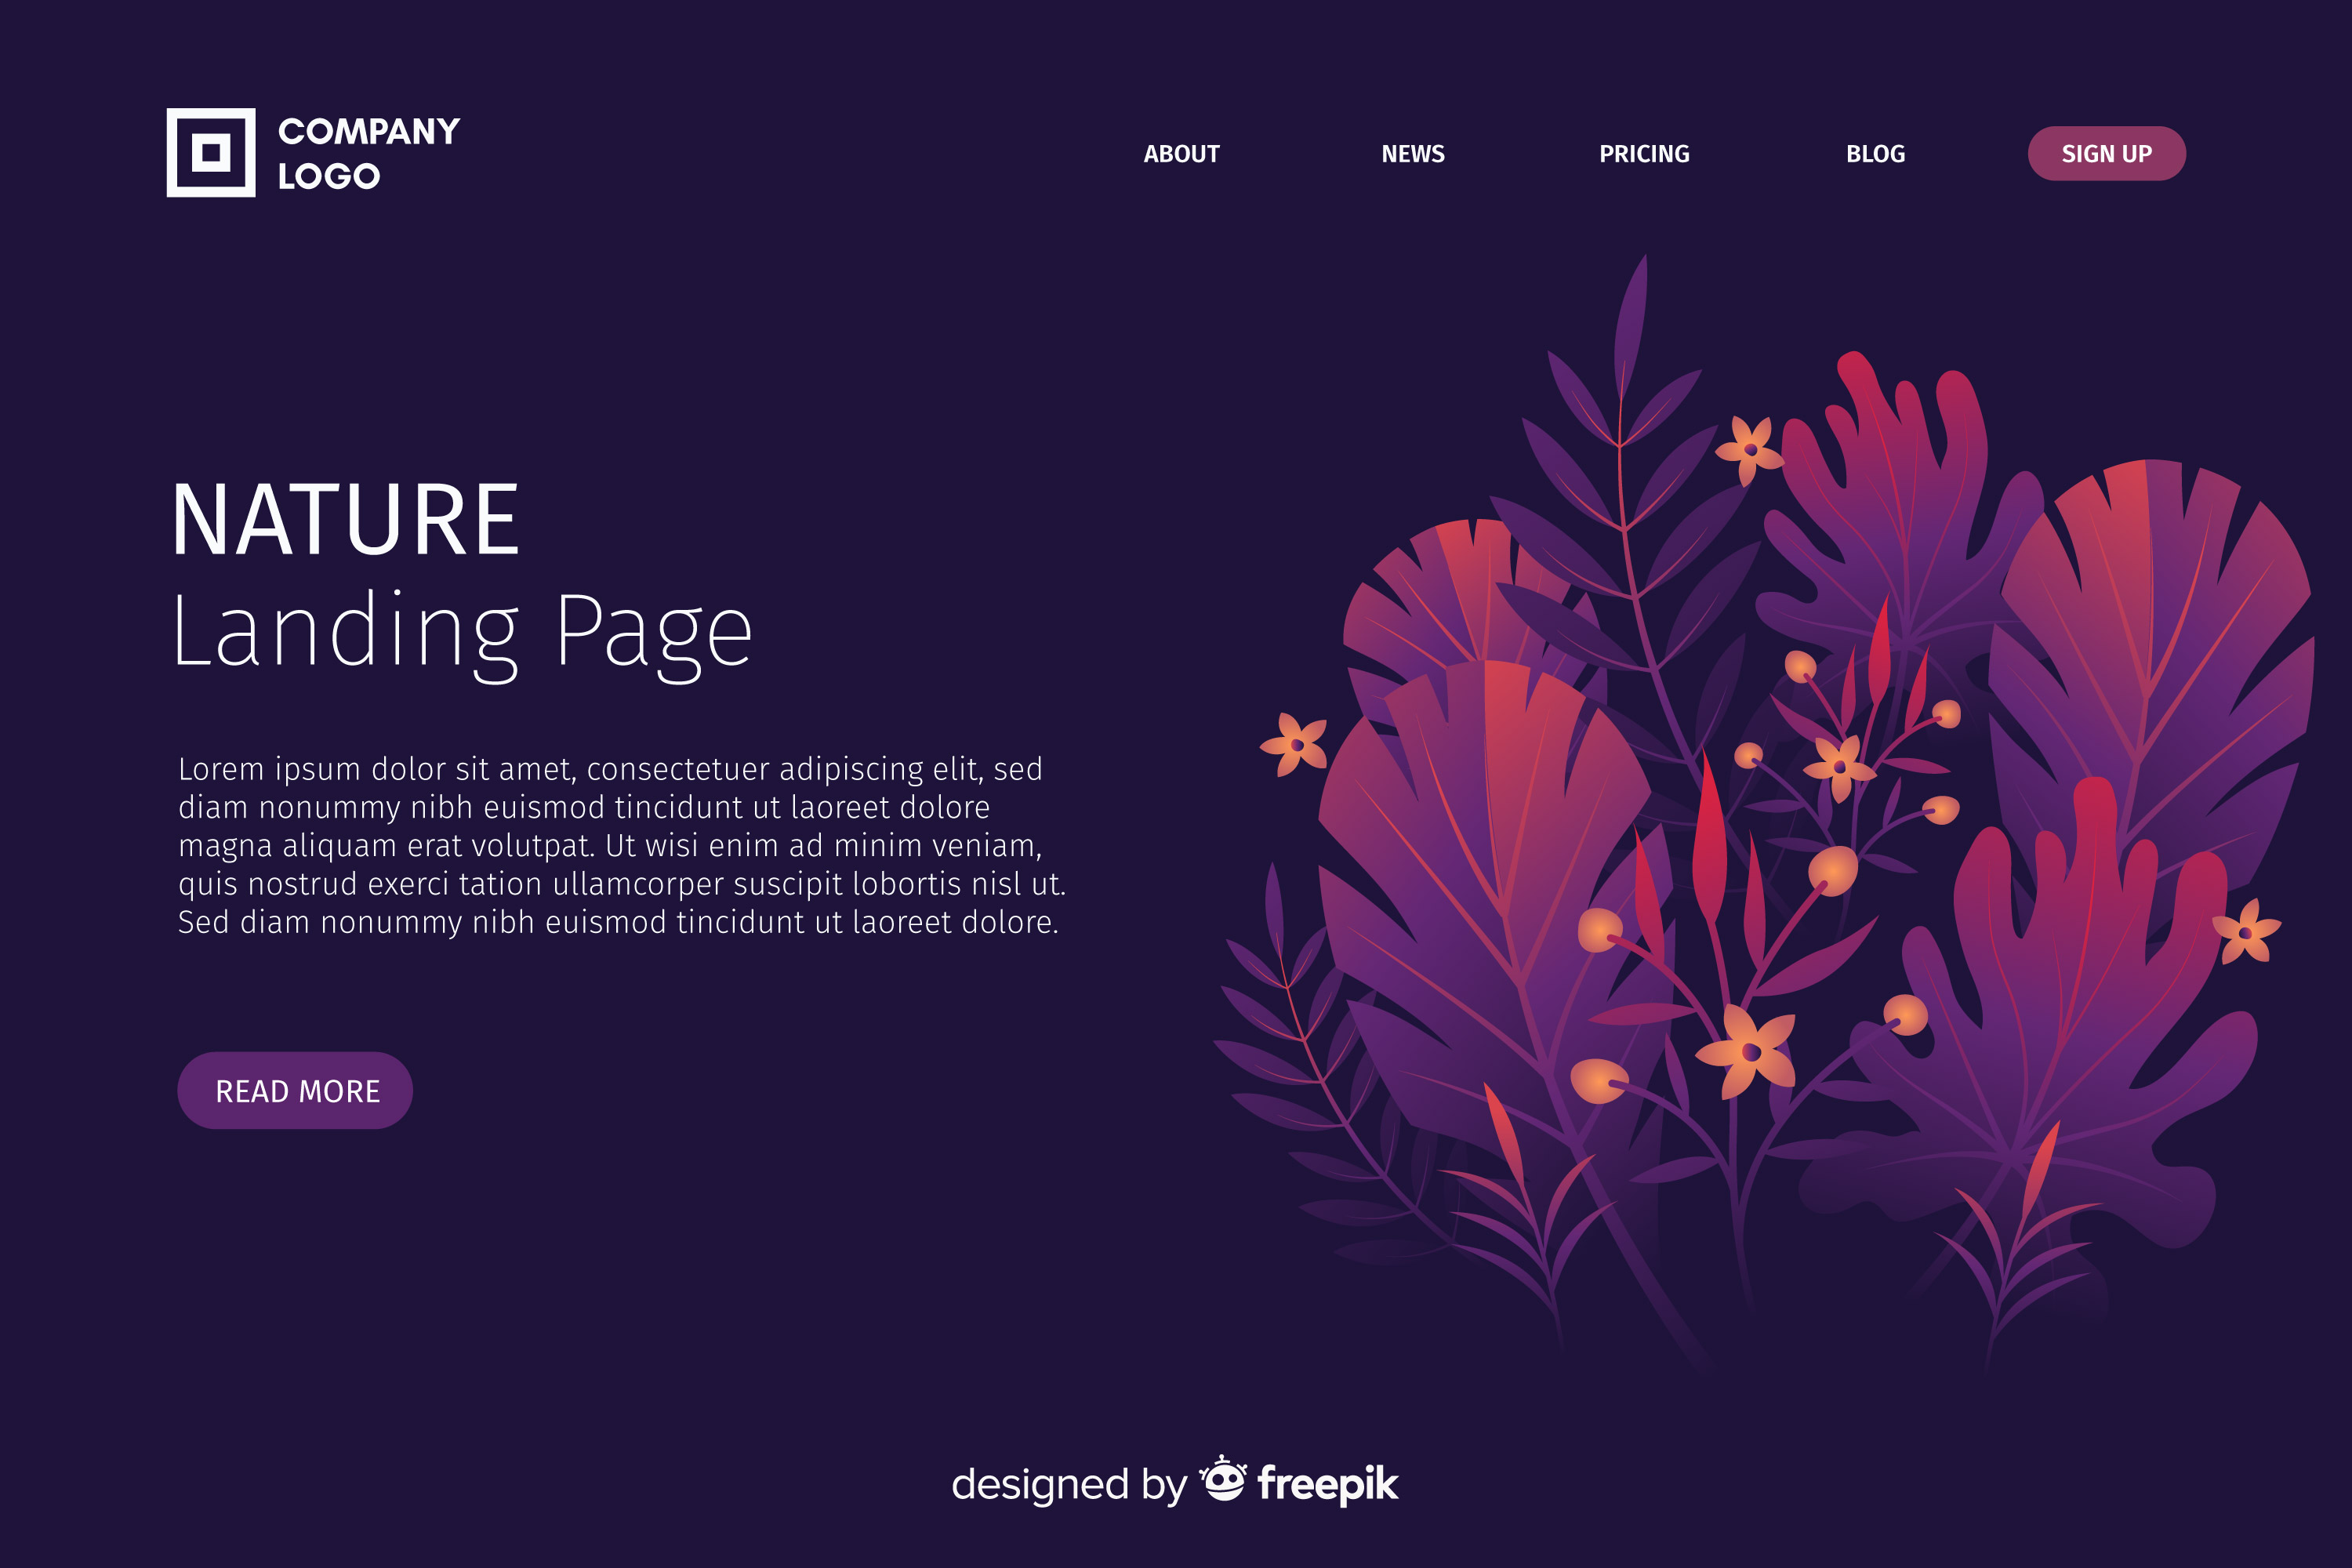 COMPANY
LOGO
ABOUT NEWS PRICING BLOG SIGN UP
NATURE
Landing Page
Lorem ipsum dolor sit amet, consectetuer adipiscing elit, sed
diam nonummy nibh euismod tincidunt ut laoreet dolore
magna aliquam erat volutpat. Ut wisi enim ad minim veniam,
quis nostrud exerci tation ullamcorper suscipit lobortis nisl ut.
Sed diam nonummy nibh euismod tincidunt ut laoreet dolore.
READ MORE
designed by freepik